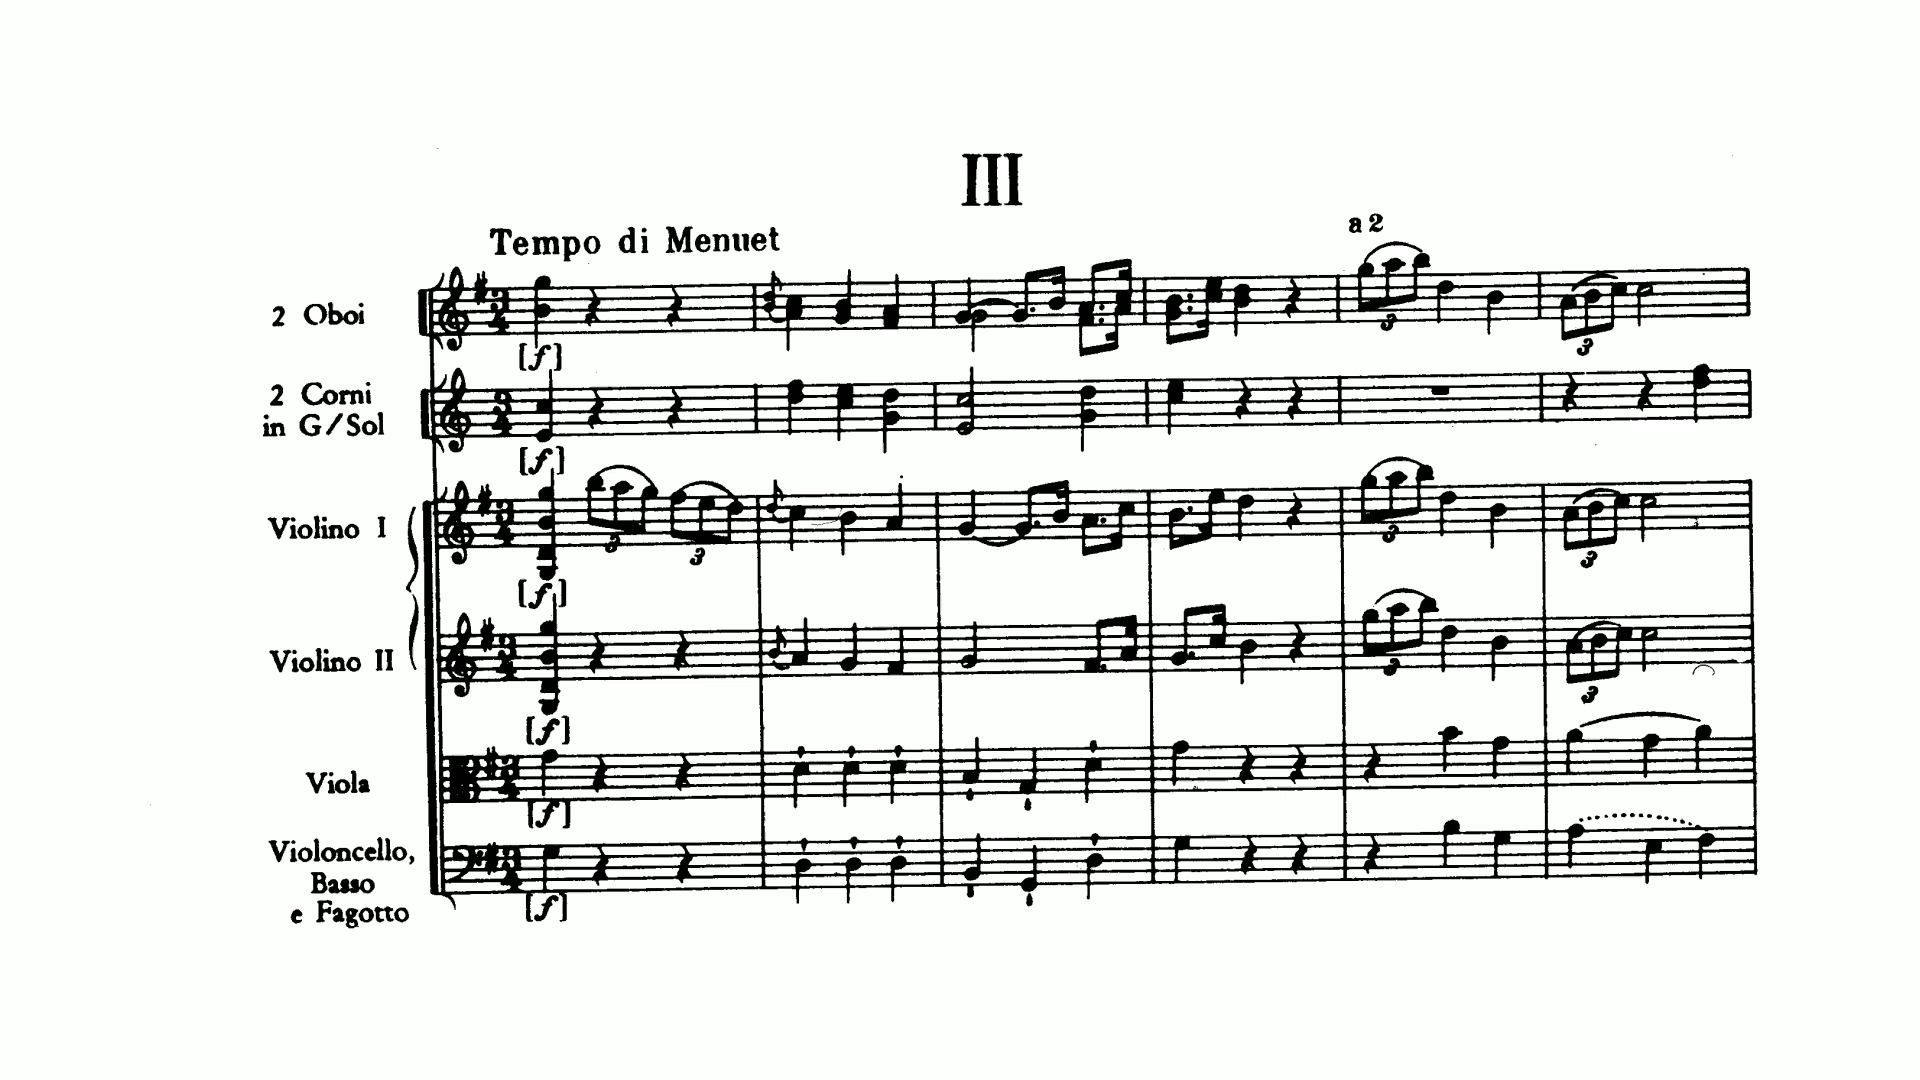 III
Tempo di Menuet
a 2
2 Oboi
[f]
2 Corni
in G/Sol
[f]
3 3 3 3
Violino I
[f]
Violino II
3 3
[f]
Viola
[f]
Violoncello,
Basso
e Fagotto
[f]